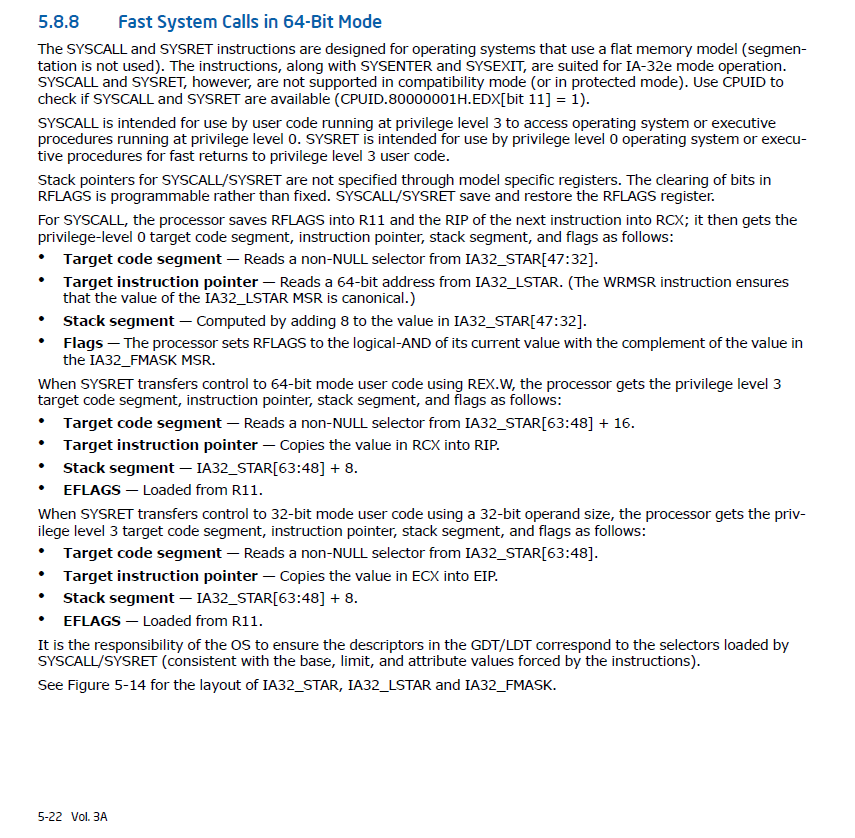 5.8.8 Fast System Calls in 64-Bit Mode
The SYSCALL and SYSRET instructions are designed for operating systems that use a flat memory model (segmen-
tation is not used). The instructions, along with SYSENTER and SYSEXIT, are suited for IA-32e mode operation.
SYSCALL and SYSRET, however, are not supported in compatibility mode (or in protected mode). Use CPUID to
check if SYSCALL and SYSRET are available (CPUID.80000001H.EDX[bit 11] = 1).
SYSCALL is intended for use by user code running at privilege level 3 to access operating system or executive
procedures running at privilege level 0. SYSRET is intended for use by privilege level 0 operating system or execu-
tive procedures for fast returns to privilege level 3 user code.
Stack pointers for SYSCALL/SYSRET are not specified through model specific registers. The clearing of bits in
RFLAGS is programmable rather than fixed. SYSCALL/SYSRET save and restore the RFLAGS register.
For SYSCALL, the processor saves RFLAGS into R11 and the RIP of the next instruction into RCX; it then gets the
privilege-level 0 target code segment, instruction pointer, stack segment, and flags as follows:
• Target code segment — Reads a non-NULL selector from IA32_STAR[47:32].
• Target instruction pointer — Reads a 64-bit address from IA32_LSTAR. (The WRMSR instruction ensures
that the value of the IA32_LSTAR MSR is canonical.)
• Stack segment — Computed by adding 8 to the value in IA32_STAR[47:32].
• Flags — The processor sets RFLAGS to the logical-AND of its current value with the complement of the value in
the IA32_FMASK MSR.
When SYSRET transfers control to 64-bit mode user code using REX.W, the processor gets the privilege level 3
target code segment, instruction pointer, stack segment, and flags as follows:
• Target code segment — Reads a non-NULL selector from IA32_STAR[63:48] + 16.
• Target instruction pointer — Copies the value in RCX into RIP.
• Stack segment — IA32_STAR[63:48] + 8.
• EFLAGS — Loaded from R11.
When SYSRET transfers control to 32-bit mode user code using a 32-bit operand size, the processor gets the priv-
ilege level 3 target code segment, instruction pointer, stack segment, and flags as follows:
• Target code segment — Reads a non-NULL selector from IA32_STAR[63:48].
• Target instruction pointer — Copies the value in ECX into EIP.
• Stack segment — IA32_STAR[63:48] + 8.
• EFLAGS — Loaded from R11.
It is the responsibility of the OS to ensure the descriptors in the GDT/LDT correspond to the selectors loaded by
SYSCALL/SYSRET (consistent with the base, limit, and attribute values forced by the instructions).
See Figure 5-14 for the layout of IA32_STAR, IA32_LSTAR and IA32_FMASK.
5-22 Vol. 3A